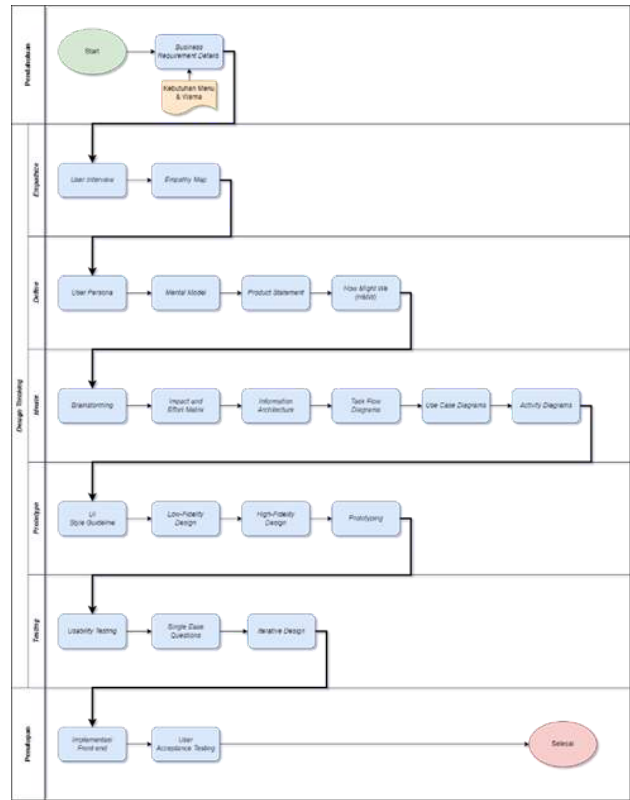 Pendahuluan
Start
Business
Requirement Details
Kebutuhan Menu
& Warna
Design Thinking
Empathize
User Interview
Empathy Map
Define
User Persona
Mental Model
Product Statement
How Might We
(HMW)
Ideate
Brainstorming
Impact and
Effort Matrix
Information
Architecture
Task Flow
Diagrams
Use Case Diagrams
Activity Diagrams
Prototype
UI
Style Guideline
Low-Fidelity
Design
High-Fidelity
Design
Prototyping
Testing
Usability Testing
Single Ease
Questions
Iterative Design
Penutupan
Implementasi
Front-end
User
Acceptance Testing
Selesai